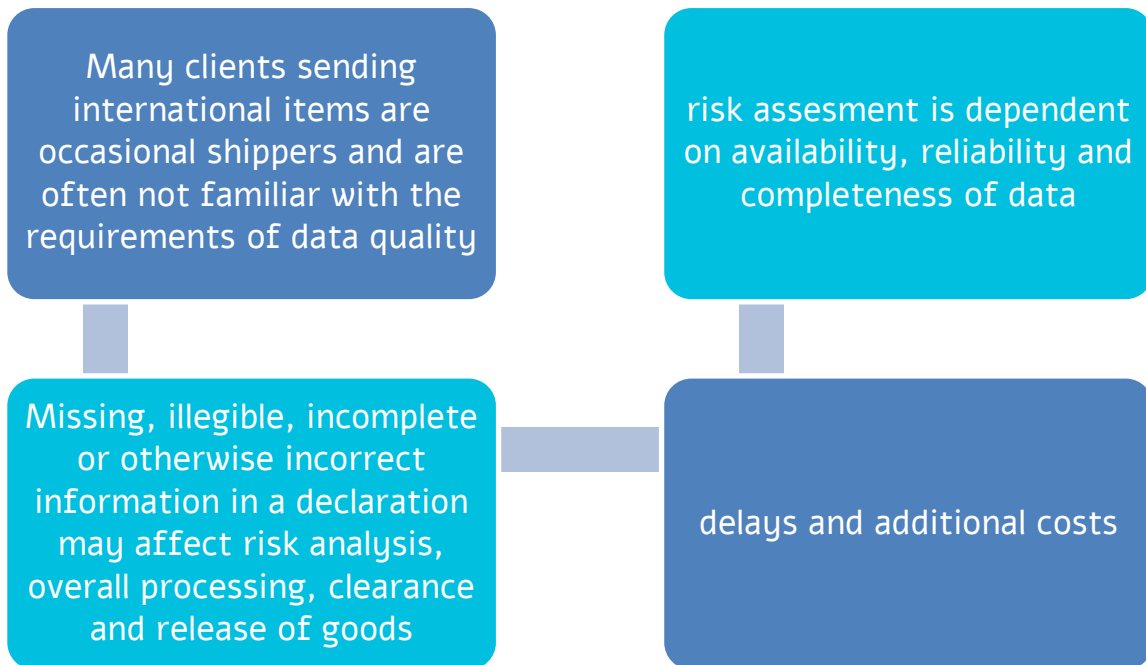 Many clients sending
international items are
occasional shippers and are
often not familiar with the
requirements of data quality
Missing, illegible, incomplete
or otherwise incorrect
information in a declaration
may affect risk analysis,
overall processing, clearance
and release of goods
delays and additional costs
risk assesment is dependent
on availability, reliability and
completeness of data